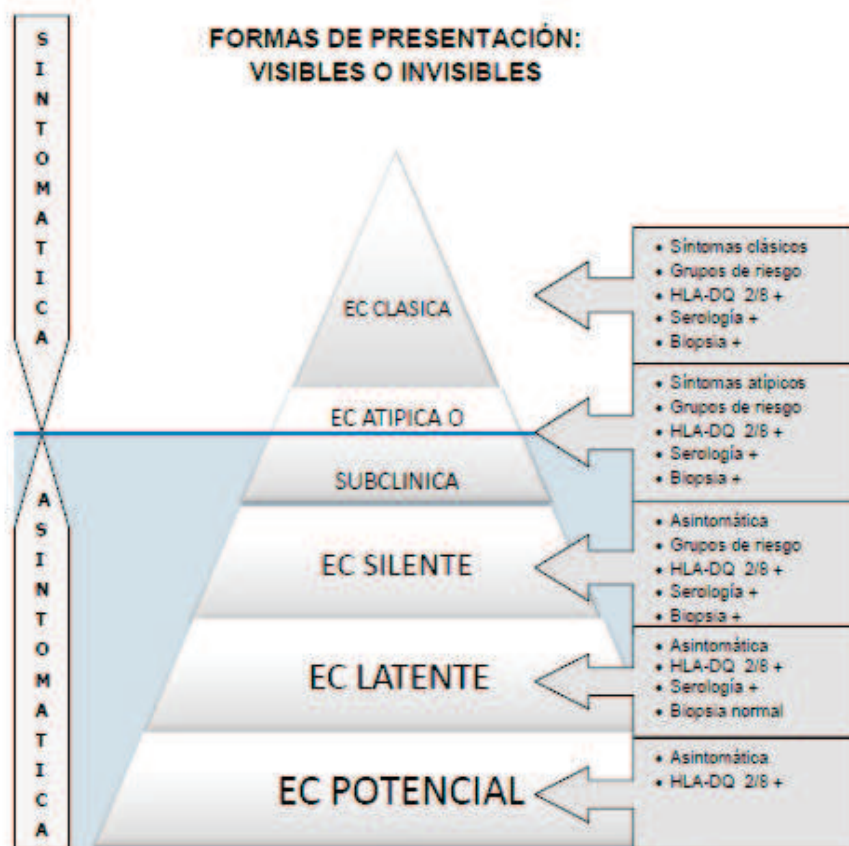 FORMAS DE PRESENTACIÓN:
VISIBLES O INVISIBLES
SINTOMATICA
ASINTOMATICA
EC CLASICA
EC ATIPICA O
SUBCLINICA
EC SILENTE
EC LATENTE
EC POTENCIAL
• Síntomas clásicos
• Grupos de riesgo
• HLA-DQ 2/8 +
• Serología +
• Biopsia +
• Síntomas atípicos
• Grupos de riesgo
• HLA-DQ 2/8 +
• Serología +
• Biopsia +
• Asintomática
• Grupos de riesgo
• HLA-DQ 2/8 +
• Serología +
• Biopsia +
• Asintomática
• HLA-DQ 2/8 +
• Serología +
• Biopsia normal
• Asintomática
• HLA-DQ 2/8 +